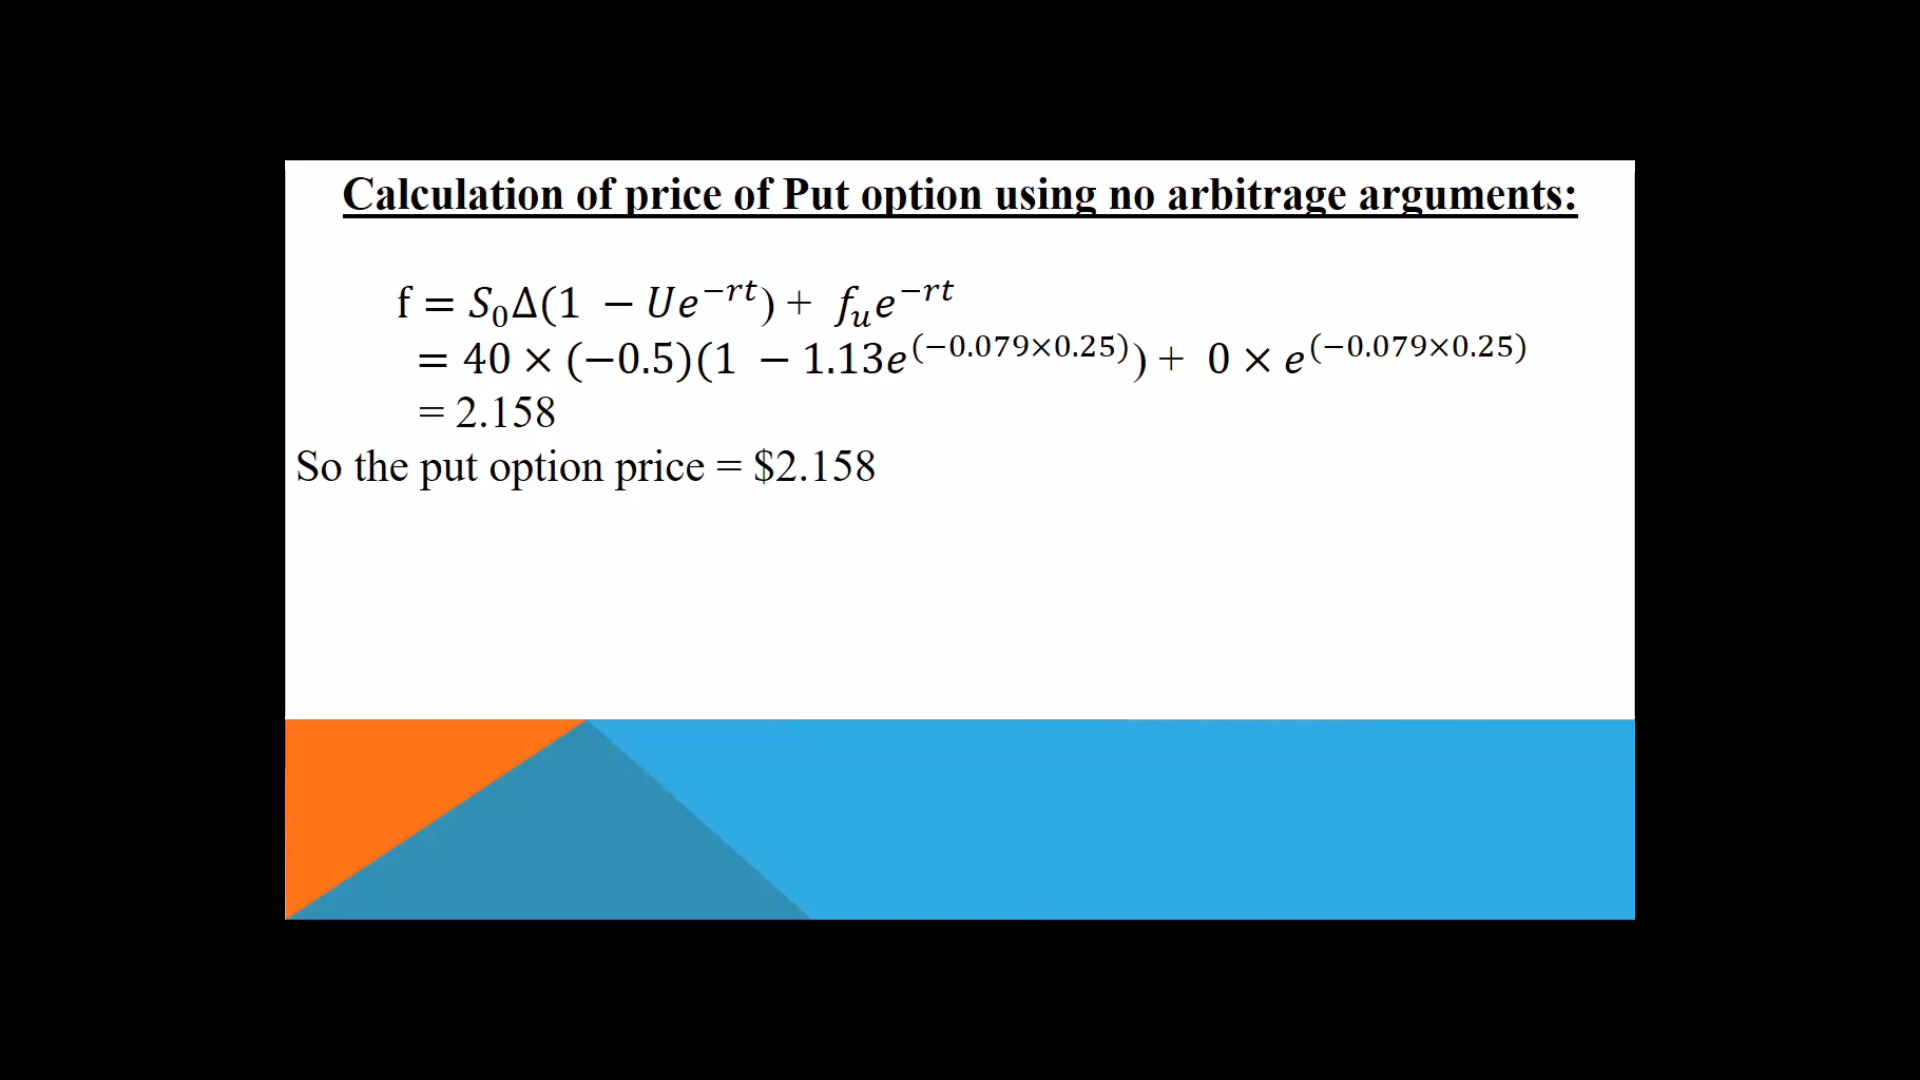 Calculation of price of Put option using no arbitrage arguments:
f = S₀Δ(1 − Ue^{−rt}) + f_u e^{−rt}
= 40 × (−0.5)(1 − 1.13e^{(−0.079×0.25)}) + 0 × e^{(−0.079×0.25)}
= 2.158
So the put option price = $2.158